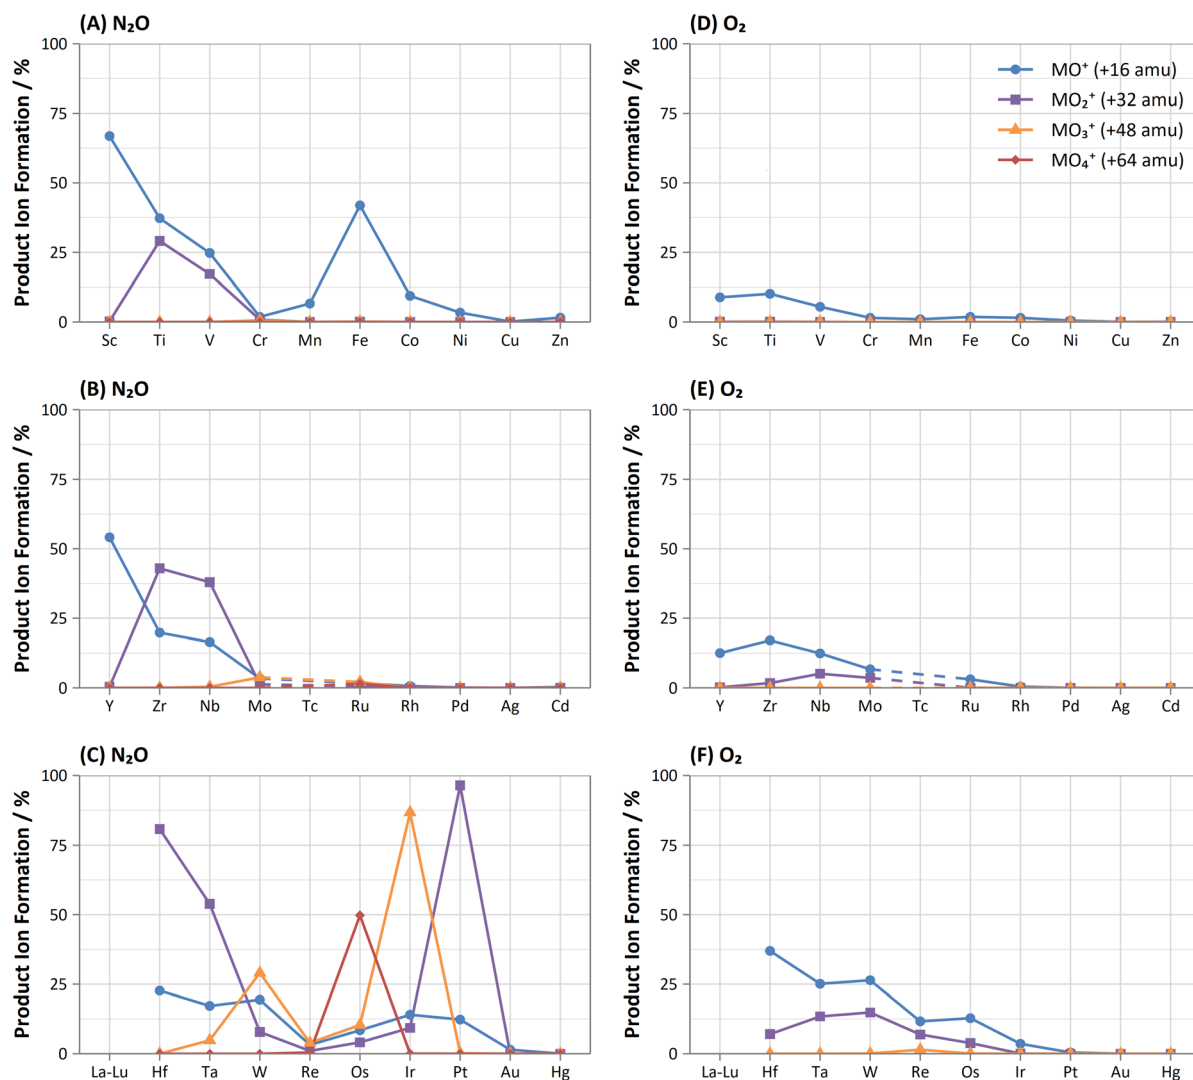 (A) N₂O
Product Ion Formation / %
100
75
50
25
0
Sc Ti V Cr Mn Fe Co Ni Cu Zn
(D) O₂
Product Ion Formation / %
100
75
50
25
0
Sc Ti V Cr Mn Fe Co Ni Cu Zn
MO⁺ (+16 amu)
MO₂⁺ (+32 amu)
MO₃⁺ (+48 amu)
MO₄⁺ (+64 amu)
(B) N₂O
Product Ion Formation / %
100
75
50
25
0
Y Zr Nb Mo Tc Ru Rh Pd Ag Cd
(E) O₂
Product Ion Formation / %
100
75
50
25
0
Y Zr Nb Mo Tc Ru Rh Pd Ag Cd
(C) N₂O
Product Ion Formation / %
100
75
50
25
0
La-Lu Hf Ta W Re Os Ir Pt Au Hg
(F) O₂
Product Ion Formation / %
100
75
50
25
0
La-Lu Hf Ta W Re Os Ir Pt Au Hg